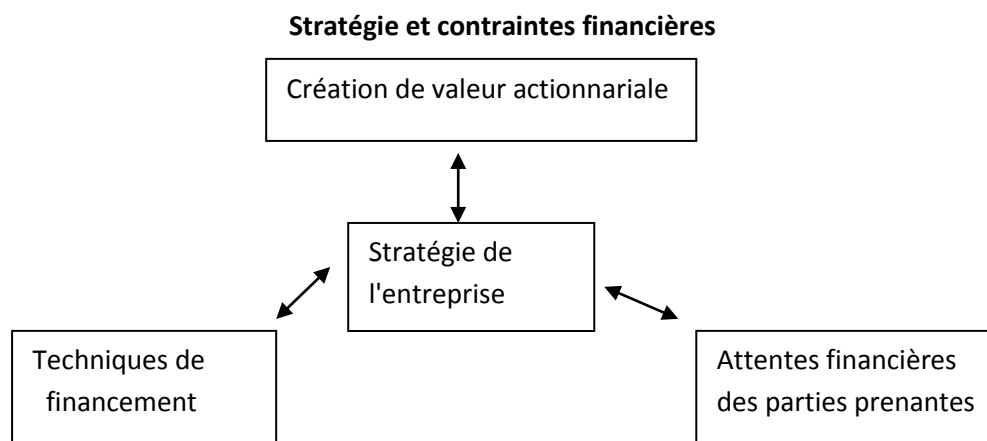 Stratégie et contraintes financières
Création de valeur actionnariale
Stratégie de
l'entreprise
Techniques de
financement
Attentes financières
des parties prenantes